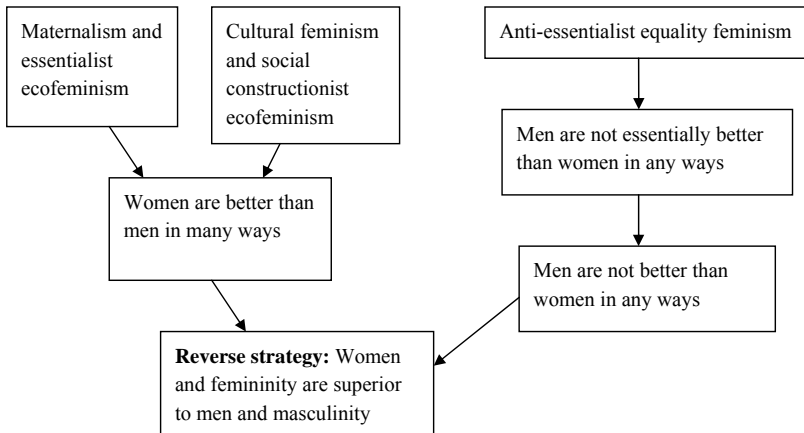 Maternalism and
essentialist
ecofeminism
Cultural feminism
and social
constructionist
ecofeminism
Anti-essentialist equality feminism
Men are not essentially better
than women in any ways
Women are better than
men in many ways
Men are not better than
women in any ways
Reverse strategy: Women
and femininity are superior
to men and masculinity